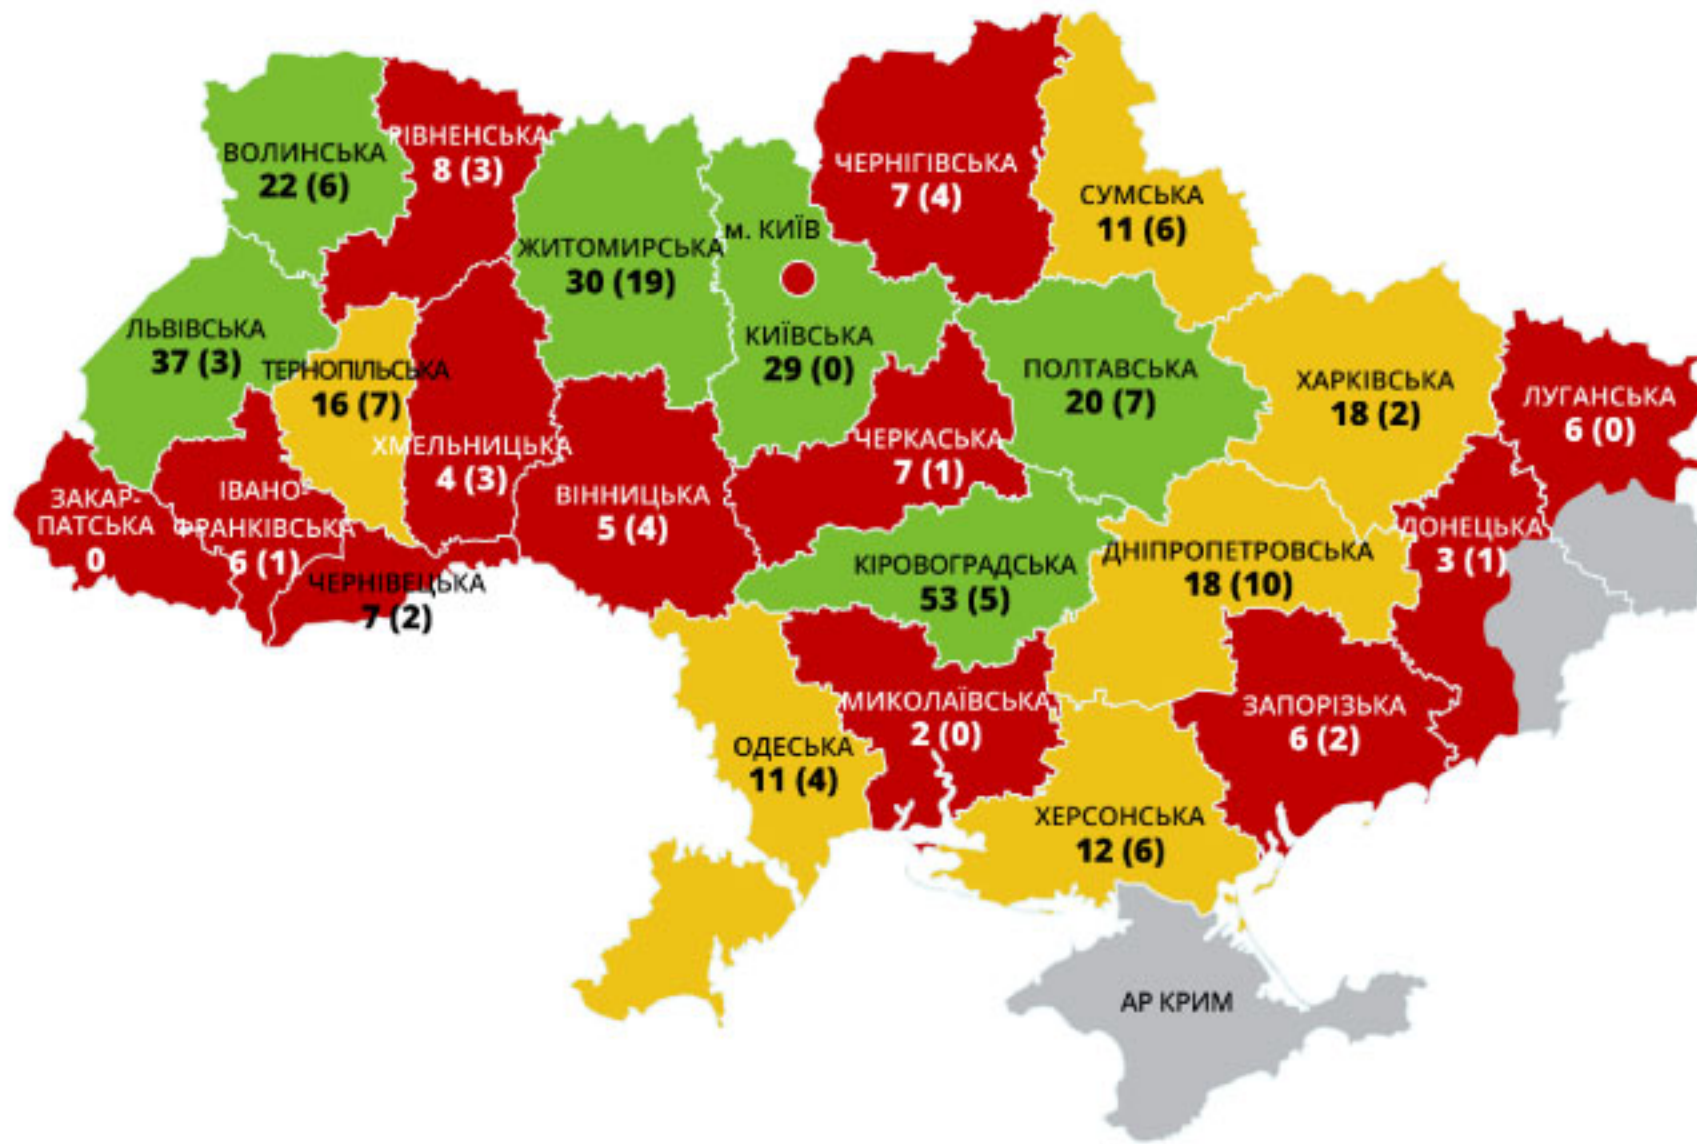 ВОЛИНСЬКА
22 (6)
РІВНЕНСЬКА
8 (3)
ЖИТОМИРСЬКА
30 (19)
м. КИЇВ
КИЇВСЬКА
29 (0)
ЧЕРНІГІВСЬКА
7 (4)
СУМСЬКА
11 (6)
ЛЬВІВСЬКА
37 (3)
ТЕРНОПІЛЬСЬКА
16 (7)
ХМЕЛЬНИЦЬКА
4 (3)
ВІННИЦЬКА
5 (4)
ЧЕРКАСЬКА
7 (1)
ПОЛТАВСЬКА
20 (7)
ХАРКІВСЬКА
18 (2)
ЛУГАНСЬКА
6 (0)
ЗАКАР-
ПАТСЬКА
0
ІВАНО-
ФРАНКІВСЬКА
6 (1)
ЧЕРНІВЕЦЬКА
7 (2)
КІРОВОГРАДСЬКА
53 (5)
ДНІПРОПЕТРОВСЬКА
18 (10)
ДОНЕЦЬКА
3 (1)
ОДЕСЬКА
11 (4)
МИКОЛАЇВСЬКА
2 (0)
ЗАПОРІЗЬКА
6 (2)
ХЕРСОНСЬКА
12 (6)
АР КРИМ